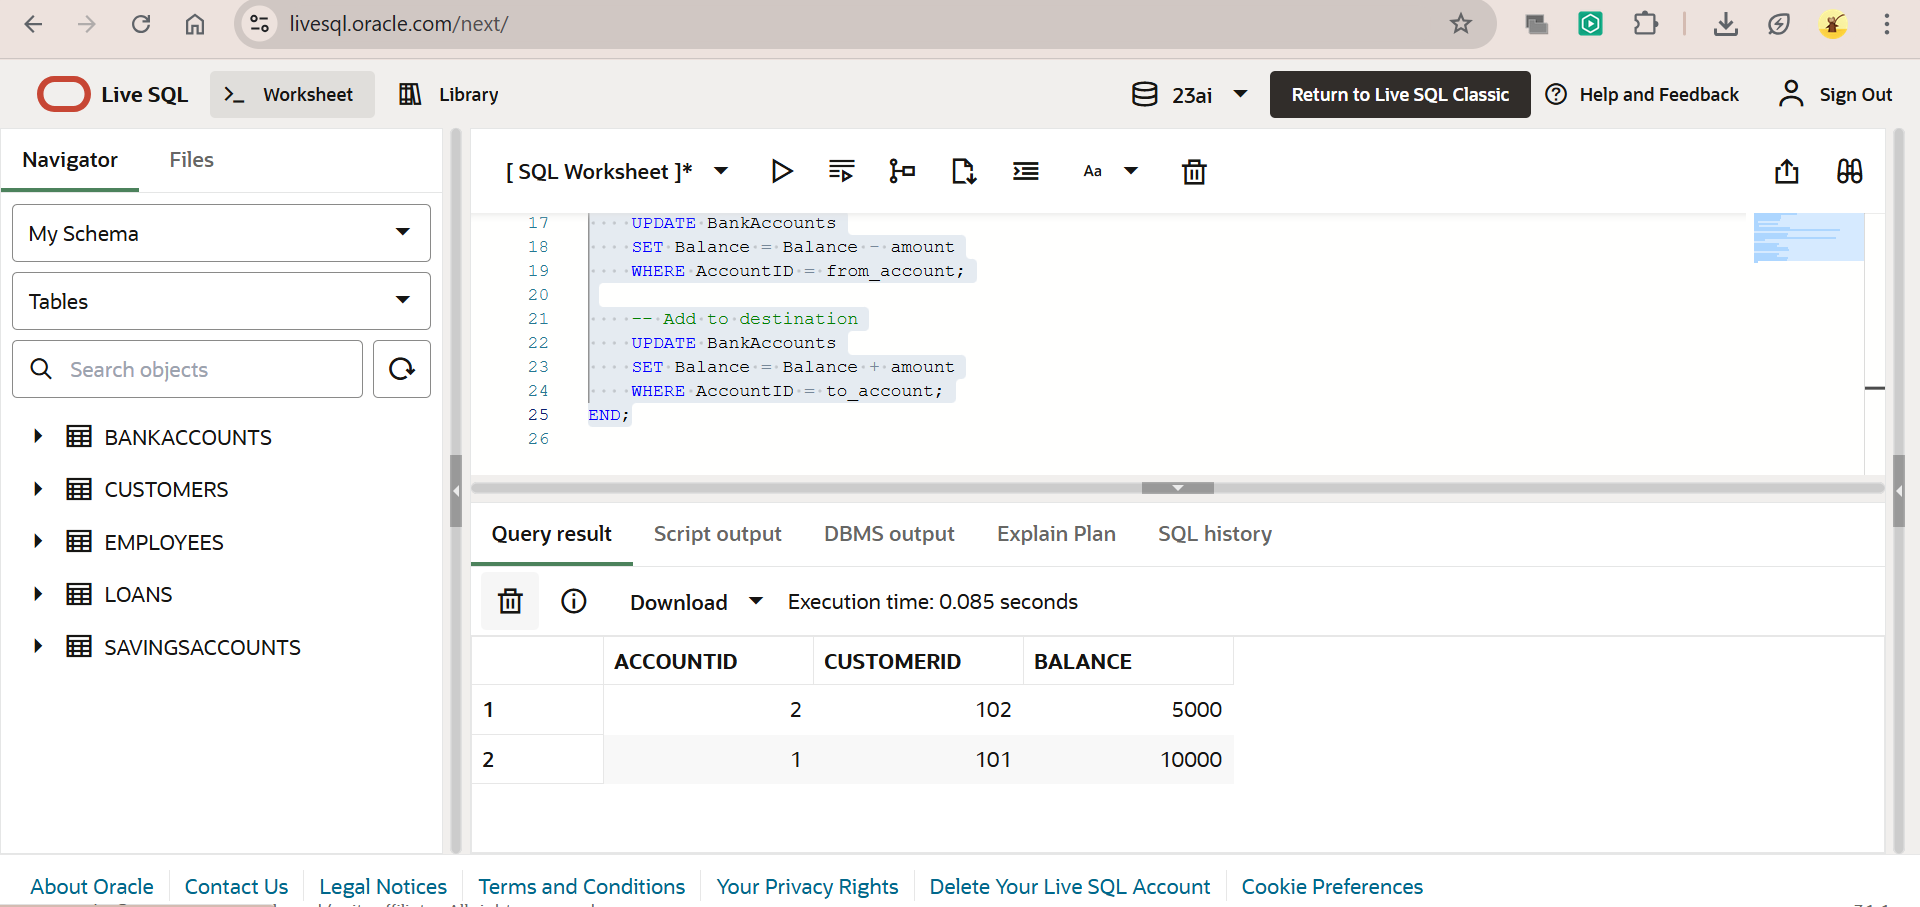 livesql.oracle.com/next/
Live SQL
Worksheet
Library
23ai
Return to Live SQL Classic
Help and Feedback
Sign Out
Navigator
Files
My Schema
Tables
Search objects
BANKACCOUNTS
CUSTOMERS
EMPLOYEES
LOANS
SAVINGSACCOUNTS
[ SQL Worksheet ]*
Aa
17 UPDATE BankAccounts
18 SET Balance = Balance - amount
19 WHERE AccountID = from_account;
20
21 -- Add to destination
22 UPDATE BankAccounts
23 SET Balance = Balance + amount
24 WHERE AccountID = to_account;
25 END;
26
Query result
Script output
DBMS output
Explain Plan
SQL history
Download
Execution time: 0.085 seconds
ACCOUNTID CUSTOMERID BALANCE
1 2 102 5000
2 1 101 10000
About Oracle
Contact Us
Legal Notices
Terms and Conditions
Your Privacy Rights
Delete Your Live SQL Account
Cookie Preferences